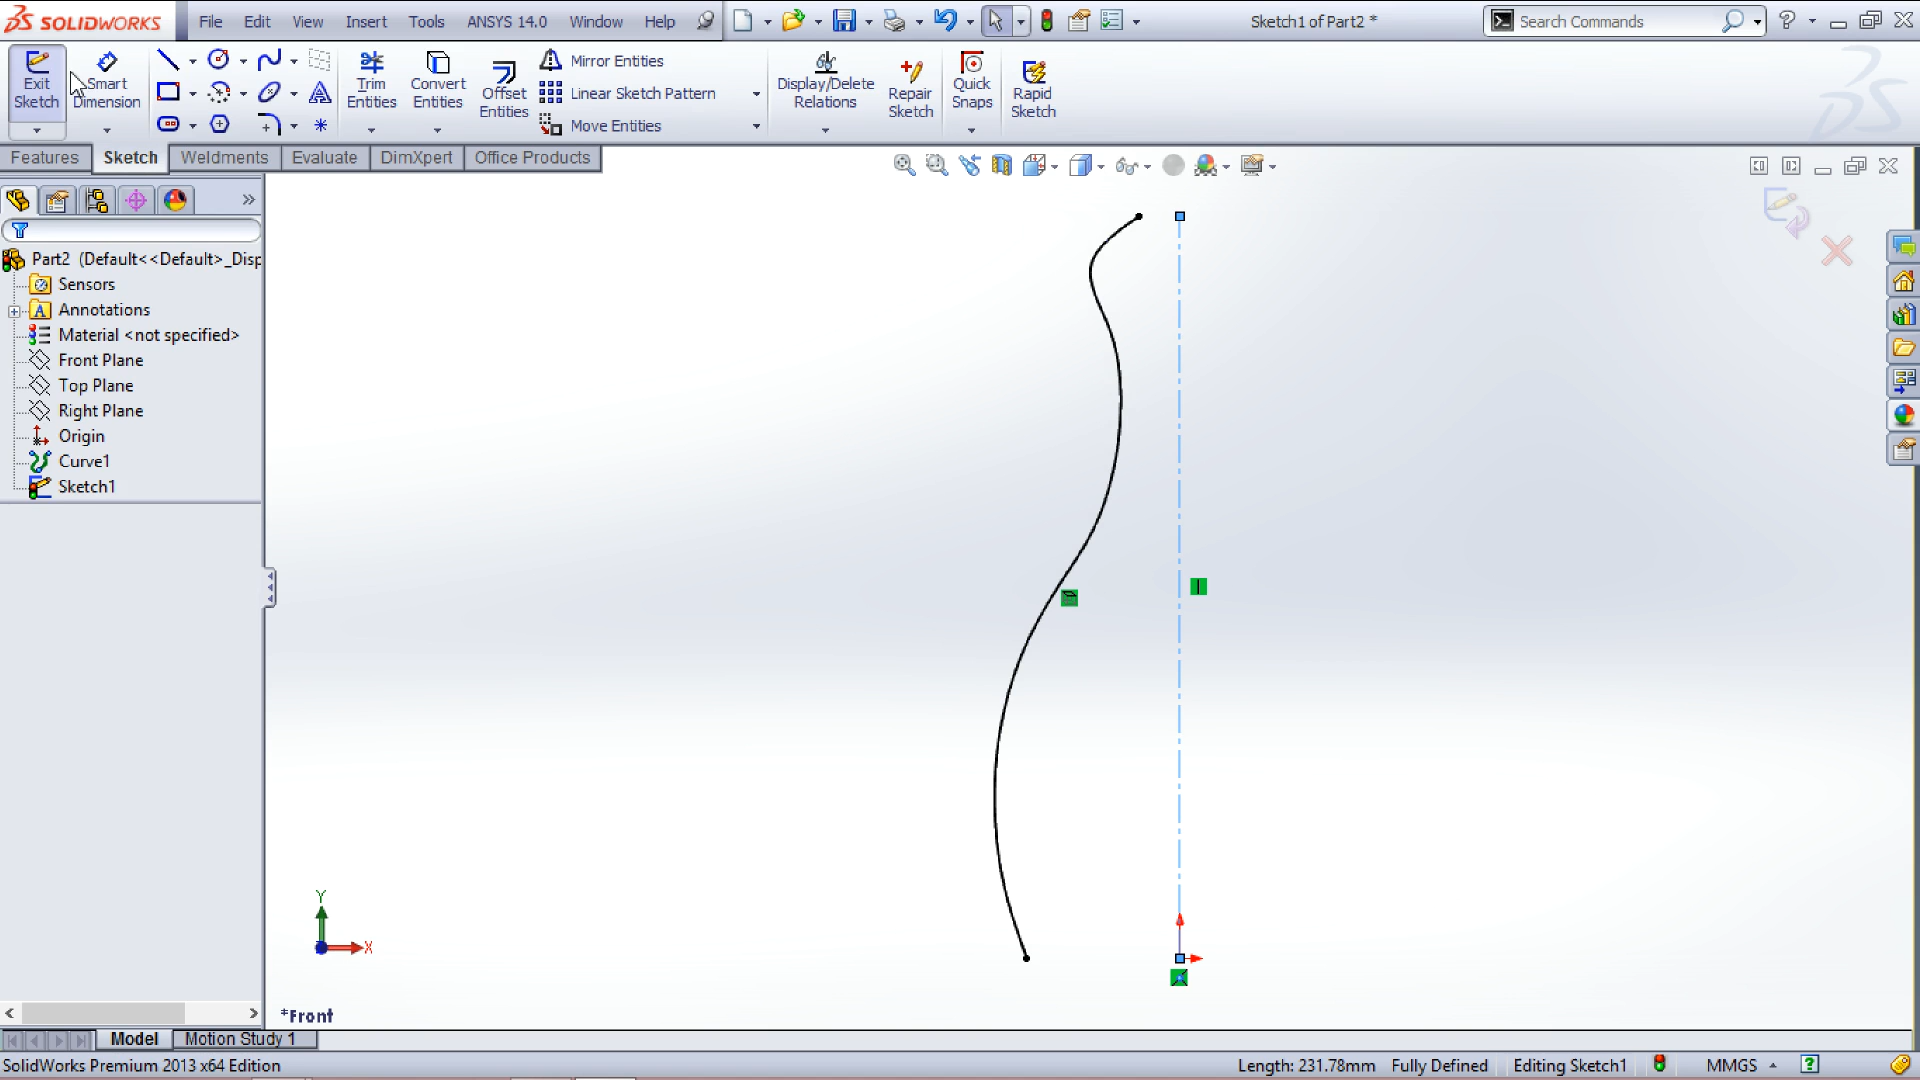 SOLIDWORKS File Edit View Insert Tools ANSYS 14.0 Window Help Sketch1 of Part2 * Search Commands
Exit Sketch
Smart Dimension
Trim Entities
Convert Entities
Offset Entities
Mirror Entities
Linear Sketch Pattern
Move Entities
Display/Delete Relations
Repair Sketch
Quick Snaps
Rapid Sketch
Features Sketch Weldments Evaluate DimXpert Office Products
Part2 (Default<<Default>_Disp
Sensors
Annotations
Material <not specified>
Front Plane
Top Plane
Right Plane
Origin
Curve1
Sketch1
Y
X
*Front
Model Motion Study 1
SolidWorks Premium 2013 x64 Edition Length: 231.78mm Fully Defined Editing Sketch1 MMGS